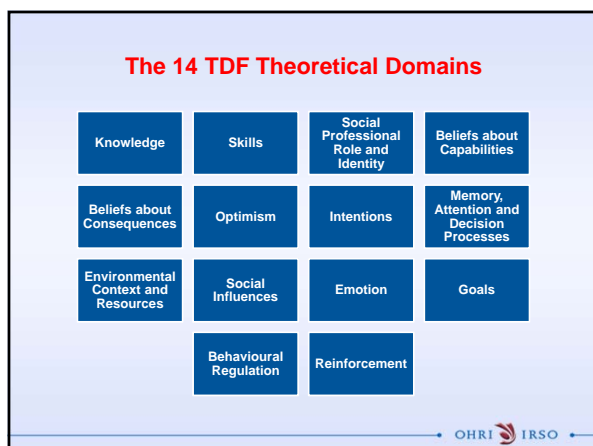 The 14 TDF Theoretical Domains
Knowledge
Skills
Social
Professional
Role and
Identity
Beliefs about
Capabilities
Beliefs about
Consequences
Optimism
Intentions
Memory,
Attention and
Decision
Processes
Environmental
Context and
Resources
Social
Influences
Emotion
Goals
Behavioural
Regulation
Reinforcement
OHRI IRSO